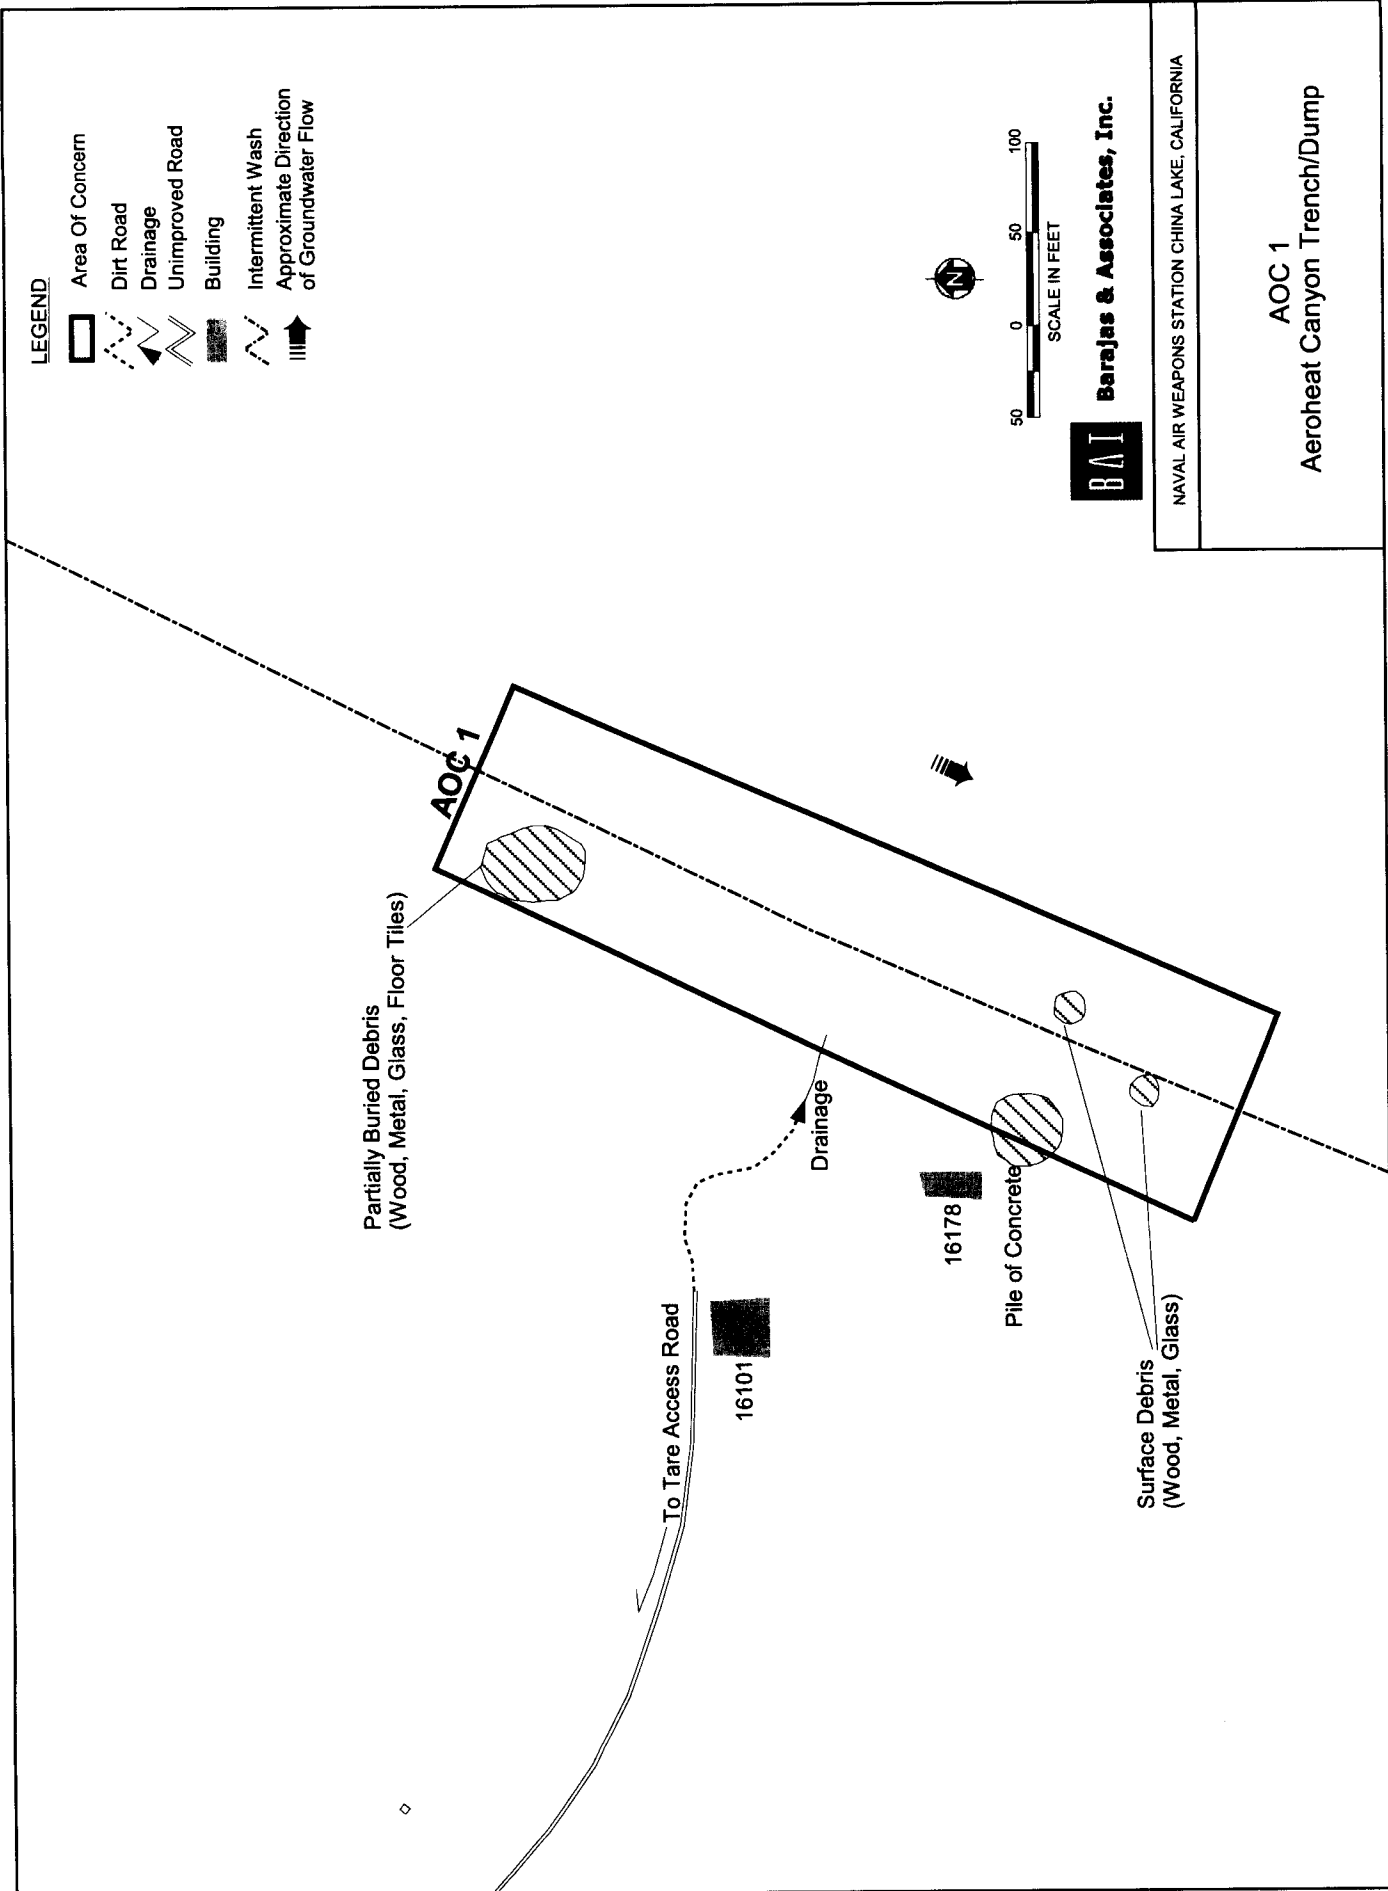 LEGEND
Area Of Concern
Dirt Road
Drainage
Unimproved Road
Building
Intermittent Wash
Approximate Direction
of Groundwater Flow
AOC 1
Partially Buried Debris
(Wood, Metal, Glass, Floor Tiles)
To Tare Access Road
16101
Drainage
16178
Pile of Concrete
Surface Debris
(Wood, Metal, Glass)
N
50 0 50 100
SCALE IN FEET
BAI
Barajas & Associates, Inc.
NAVAL AIR WEAPONS STATION CHINA LAKE, CALIFORNIA
AOC 1
Aeroheat Canyon Trench/Dump